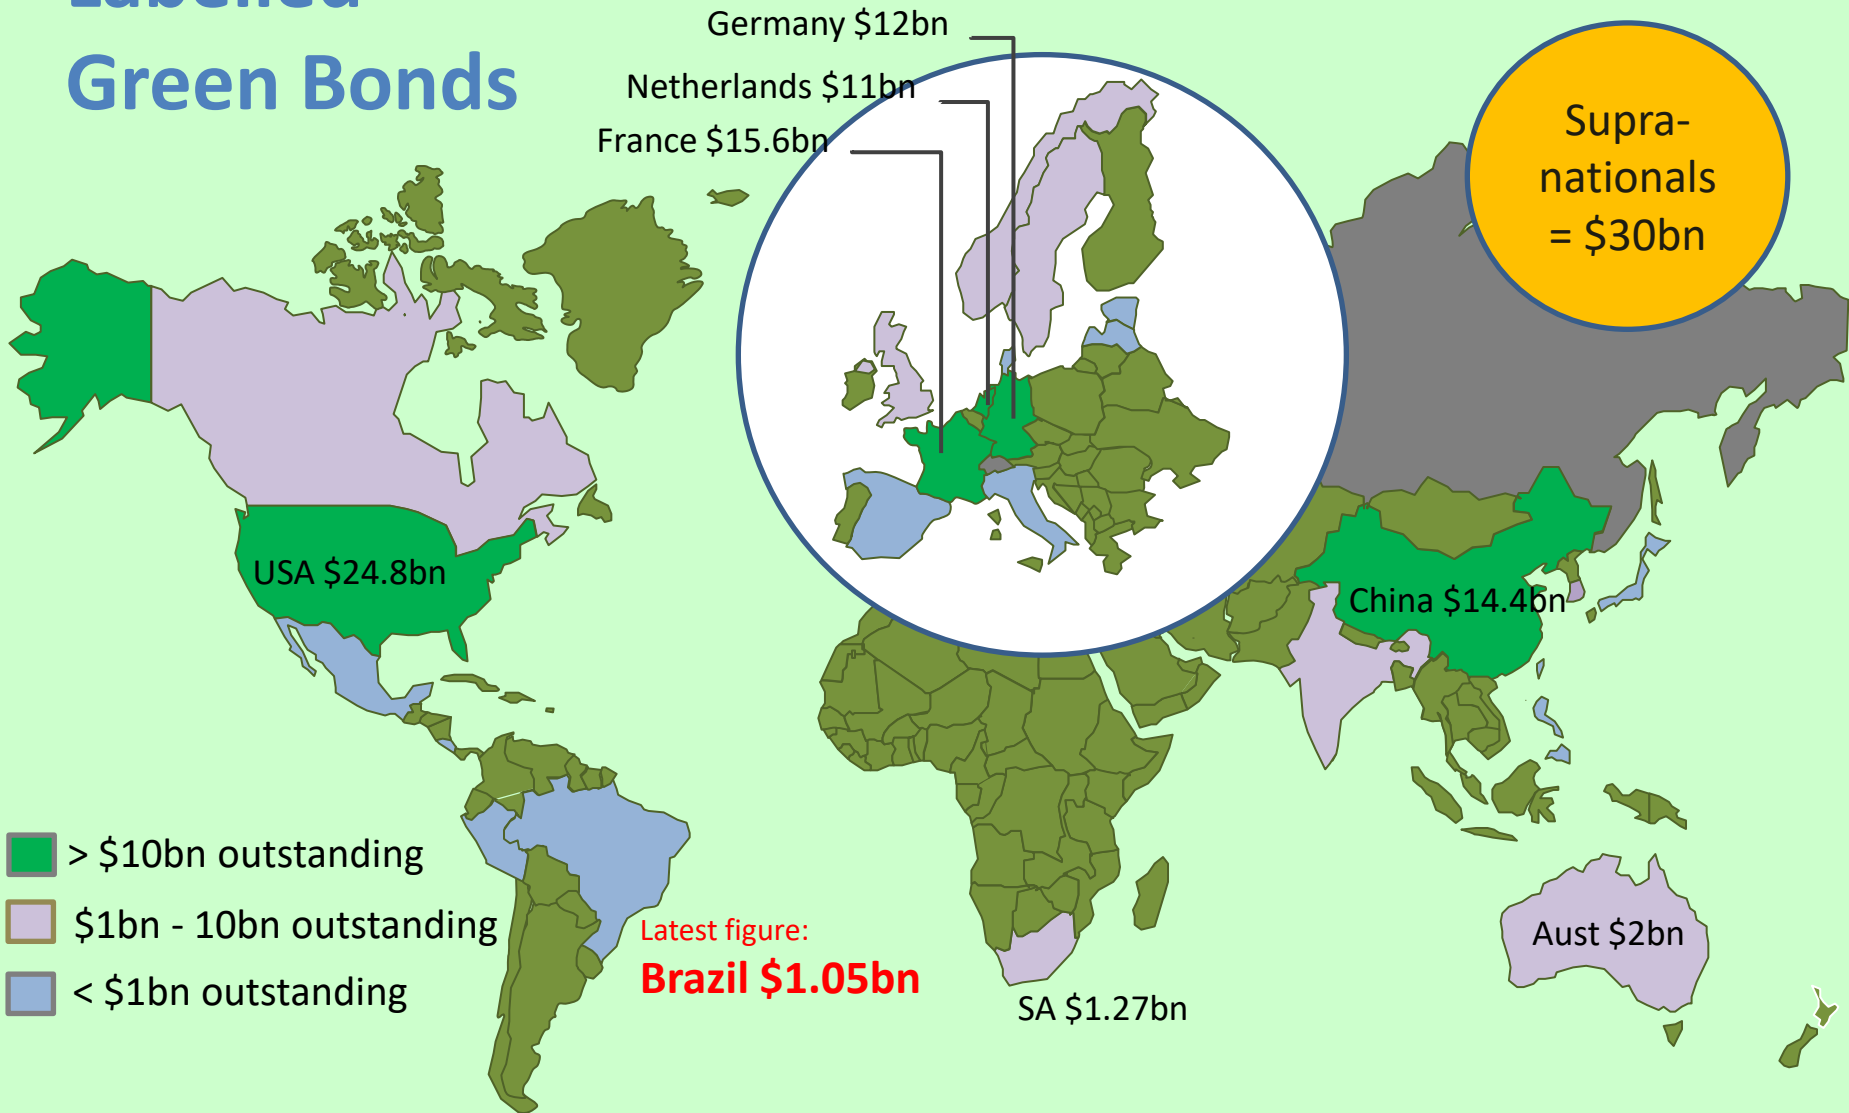 Labelled
Green Bonds
Germany $12bn
Netherlands $11bn
France $15.6bn
Supra-
nationals
= $30bn
USA $24.8bn
China $14.4bn
> $10bn outstanding
$1bn - 10bn outstanding
< $1bn outstanding
Latest figure:
Brazil $1.05bn
SA $1.27bn
Aust $2bn